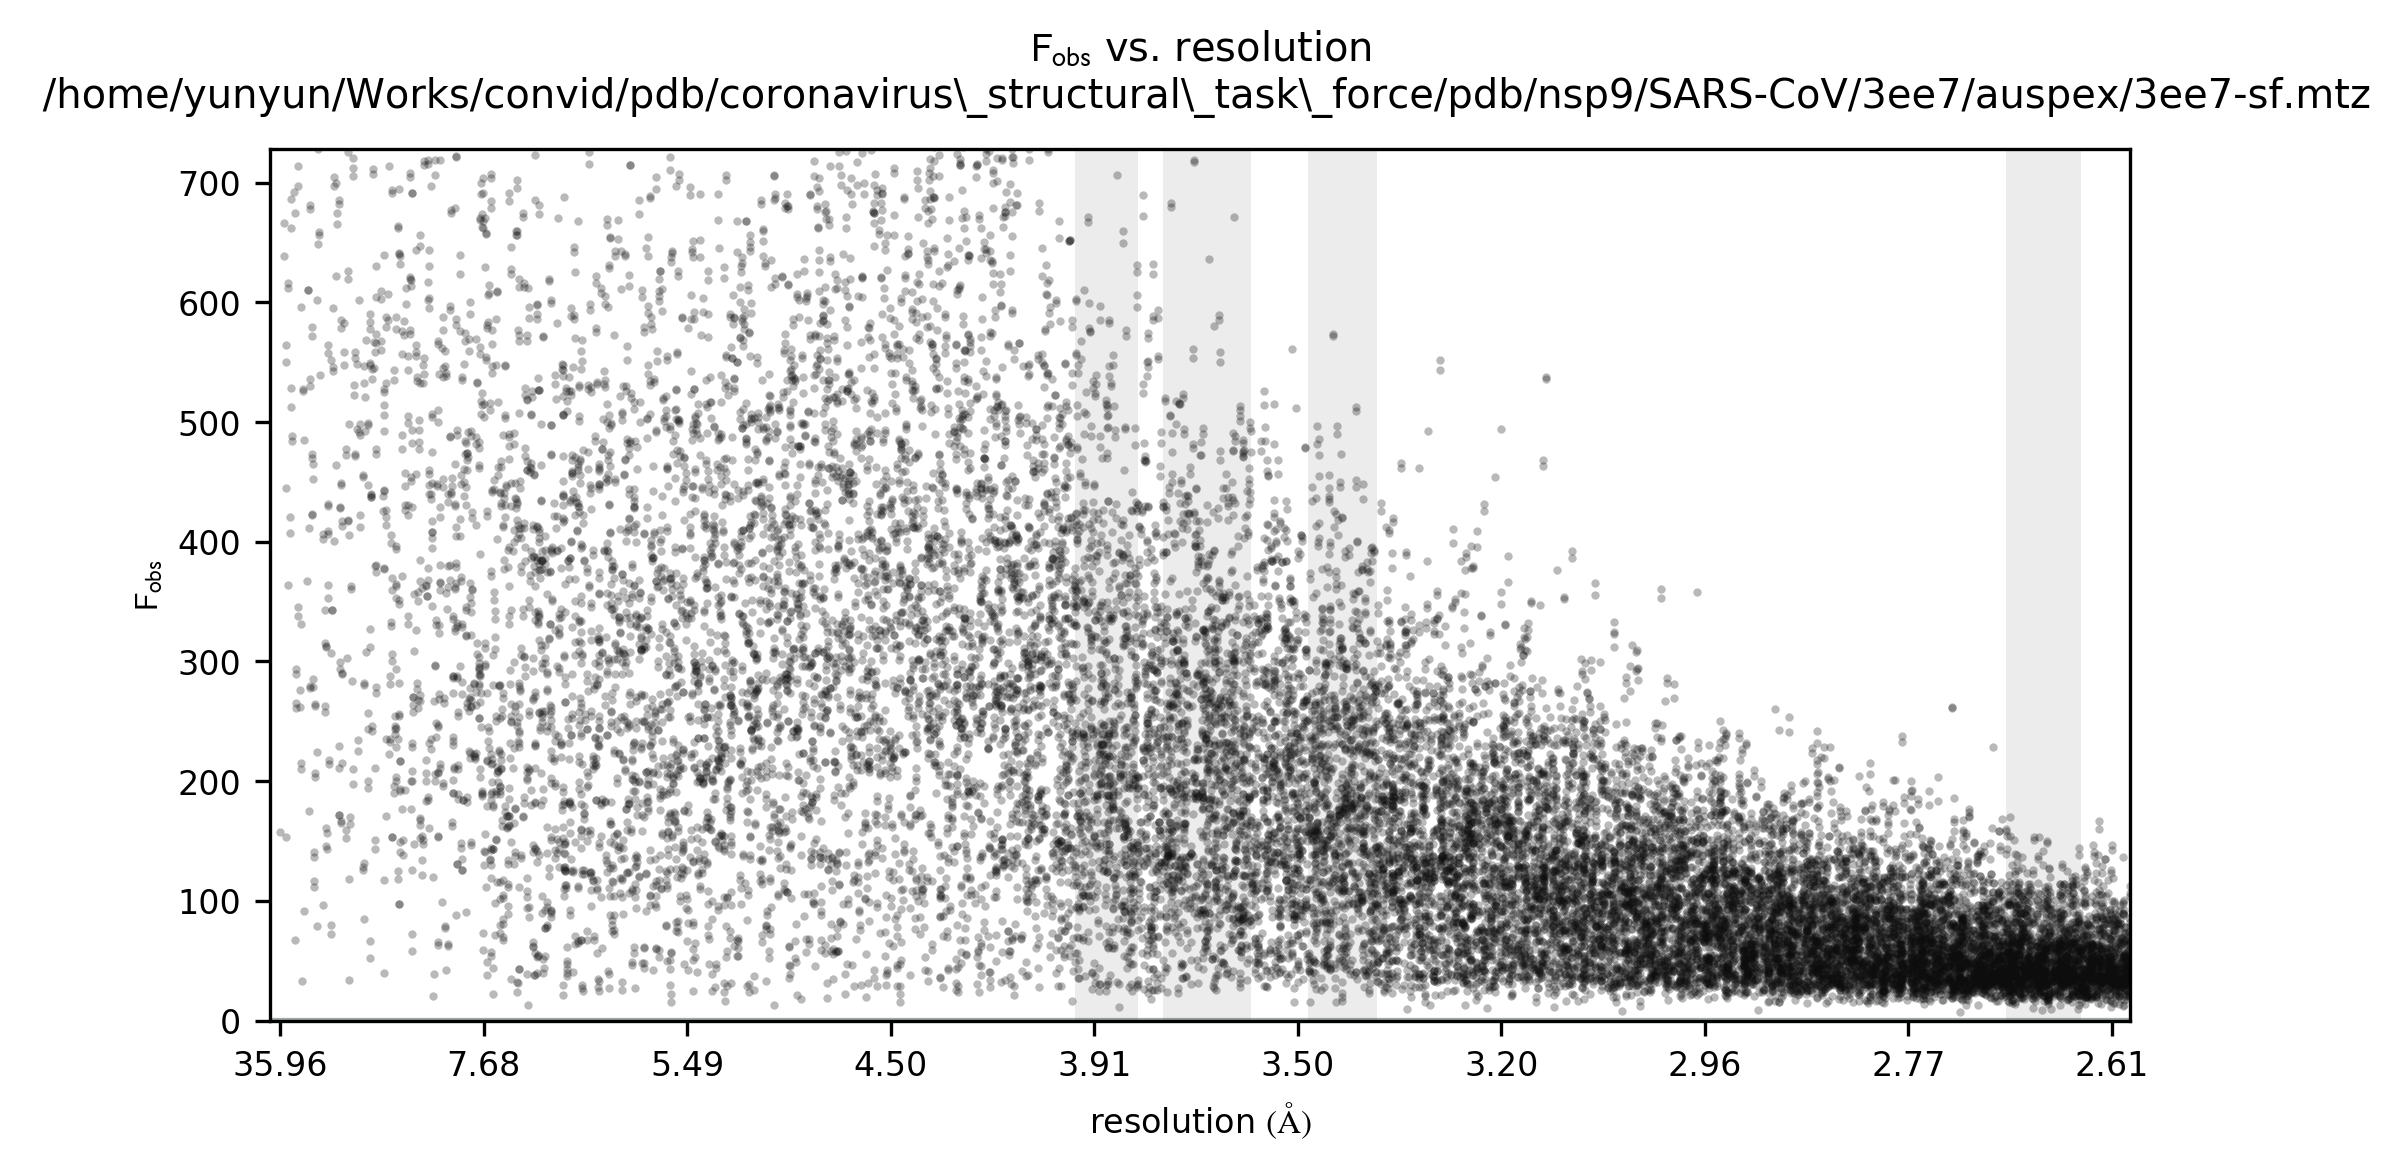 Fobs vs. resolution
/home/yunyun/Works/convid/pdb/coronavirus\_structural\_task\_force/pdb/nsp9/SARS-CoV/3ee7/auspex/3ee7-sf.mtz
700
600
500
400
300
200
100
0
Fobs
35.96 7.68 5.49 4.50 3.91 3.50 3.20 2.96 2.77 2.61
resolution (Å)